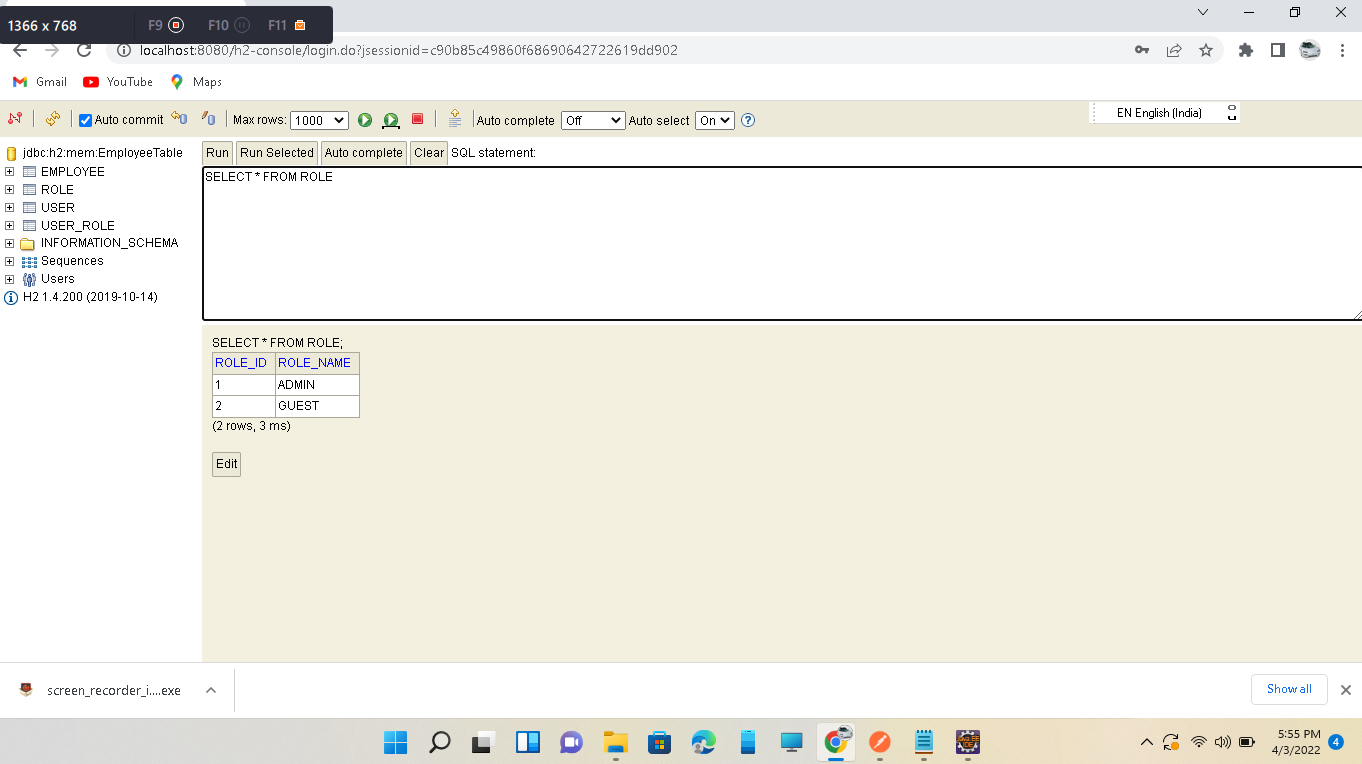 1366 x 768 F9 F10 F11
localhost:8080/h2-console/login.do?jsessionid=c90b85c49860f68690642722619dd902
Gmail YouTube Maps
Auto commit Max rows: 1000 Auto complete Off Auto select On ? EN English (India)
jdbc:h2:mem:EmployeeTable
EMPLOYEE
ROLE
USER
USER_ROLE
INFORMATION_SCHEMA
Sequences
Users
H2 1.4.200 (2019-10-14)
Run Run Selected Auto complete Clear SQL statement:
SELECT * FROM ROLE
SELECT * FROM ROLE;
ROLE_ID ROLE_NAME
1 ADMIN
2 GUEST
(2 rows, 3 ms)
Edit
screen_recorder_i....exe Show all
5:55 PM
4/3/2022 4